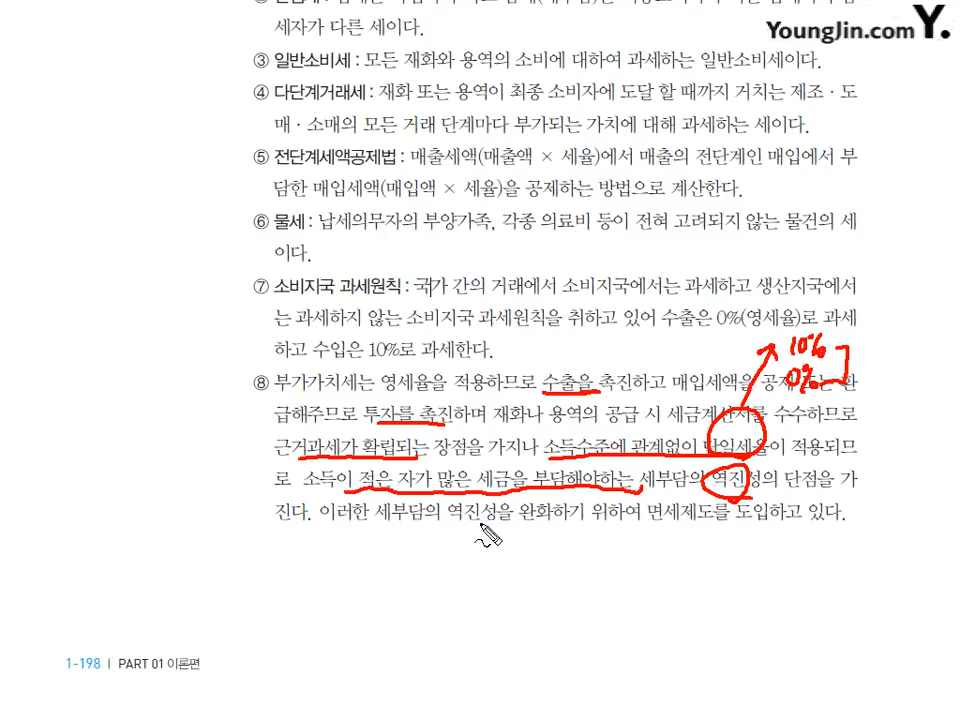 YoungJin.com Y.
세자가 다른 세이다.
③ 일반소비세 : 모든 재화와 용역의 소비에 대하여 과세하는 일반소비세이다.
④ 다단계거래세 : 재화 또는 용역이 최종 소비자에 도달 할 때까지 거치는 제조 · 도
매 · 소매의 모든 거래 단계마다 부가되는 가치에 대해 과세하는 세이다.
⑤ 전단계세액공제법 : 매출세액(매출액 × 세율)에서 매출의 전단계인 매입에서 부
담한 매입세액(매입액 × 세율)을 공제하는 방법으로 계산한다.
⑥ 물세 : 납세의무자의 부양가족, 각종 의료비 등이 전혀 고려되지 않는 물건의 세
이다.
⑦ 소비지국 과세원칙 : 국가 간의 거래에서 소비지국에서는 과세하고 생산지국에서
는 과세하지 않는 소비지국 과세원칙을 취하고 있어 수출은 0%(영세율)로 과세
하고 수입은 10%로 과세한다.
10%
0%
⑧ 부가가치세는 영세율을 적용하므로 수출을 촉진하고 매입세액을 공제 또는 환
급해주므로 투자를 촉진하며 재화나 용역의 공급 시 세금계산서를 수수하므로
근거과세가 확립되는 장점을 가지나 소득수준에 관계없이 단일세율이 적용되므
로 소득이 적은 자가 많은 세금을 부담해야하는 세부담의 역진성의 단점을 가
진다. 이러한 세부담의 역진성을 완화하기 위하여 면세제도를 도입하고 있다.
1-198 | PART 01 이론편